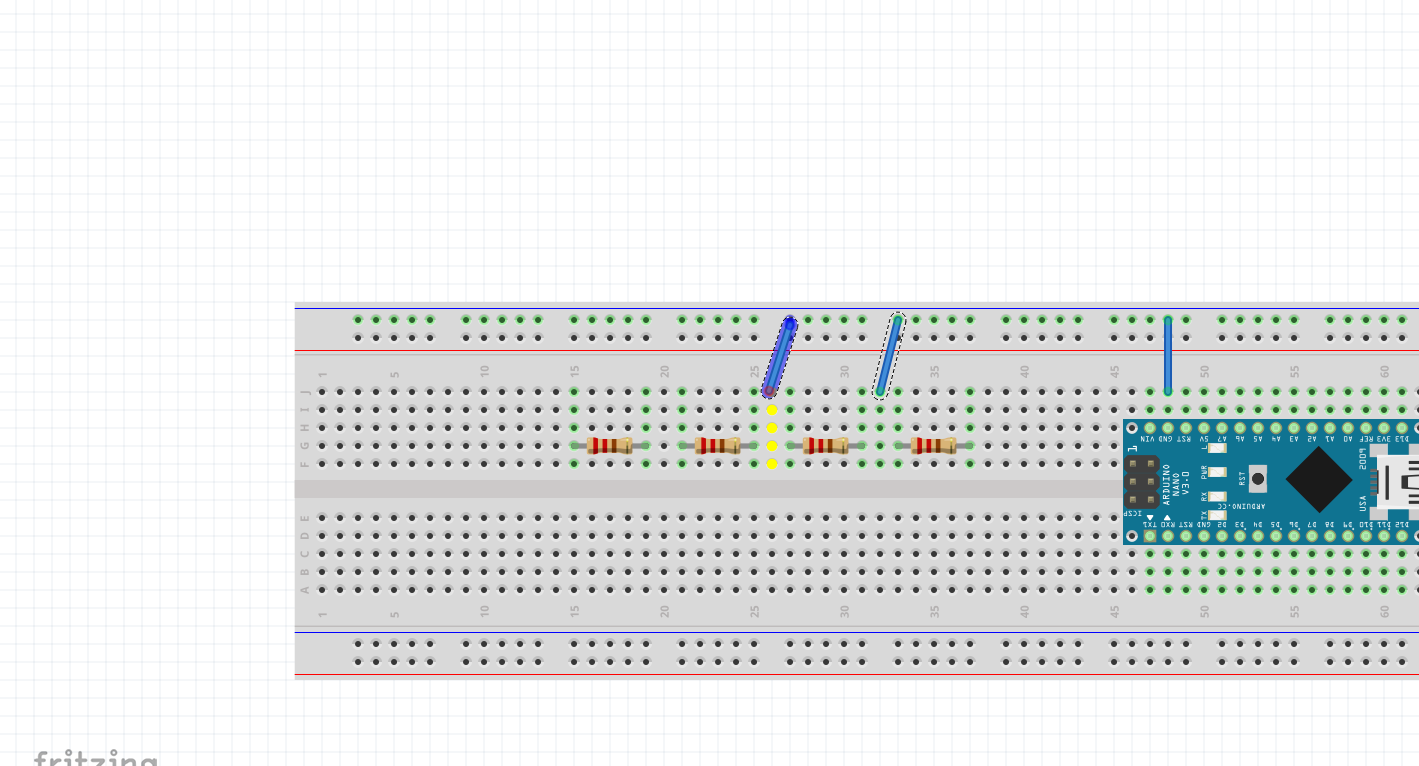 1 5 10 15 20 25 30 35 40 45 50 55 60
J
I
H
G
F
VIN GND RST 5V A7 A6 A5 A4 A3 A2 A1 A0 REF 3V3 D13
1
L
PWR
RX
TX
RST
ARDUINO
NANO
V3.0
ICSP
ARDUINO.CC
USA
TX1 RX0 RST GND D2 D3 D4 D5 D6 D7 D8 D9 D10 D11 D12
E
D
C
B
A
1 5 10 15 20 25 30 35 40 45 50 55 60
fritzing